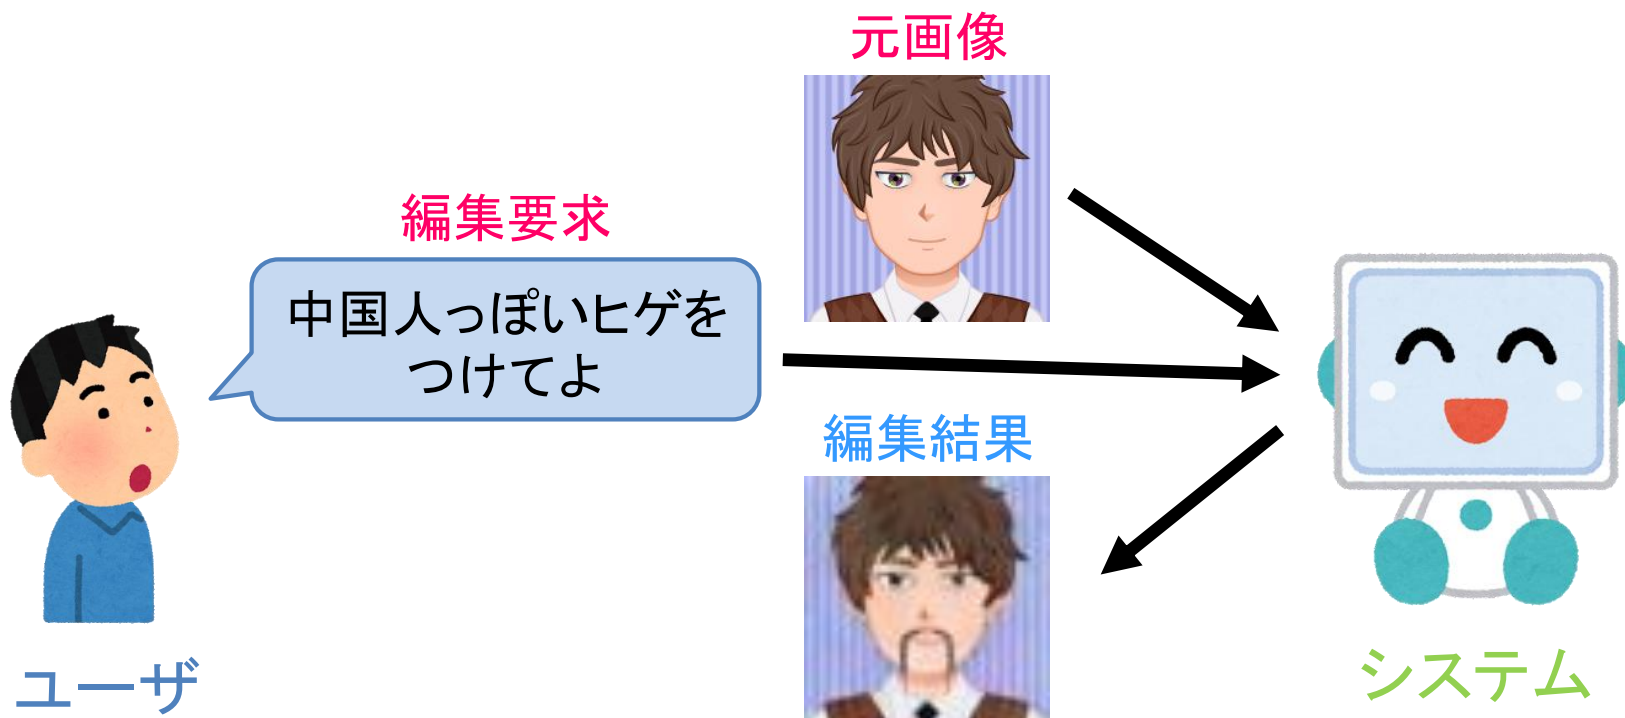 元画像
編集要求
中国人っぽいヒゲを
つけてよ
編集結果
ユーザ
システム